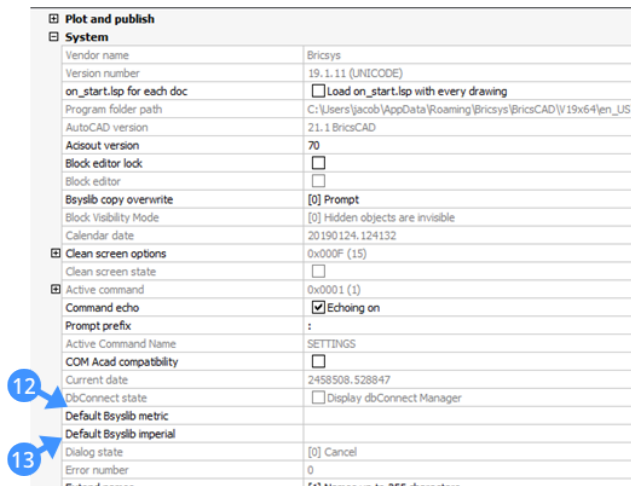 Plot and publish
System
Vendor name Bricsys
Version number 19.1.11 (UNICODE)
on_start.lsp for each doc Load on_start.lsp with every drawing
Program folder path C:\Users\jacob\AppData\Roaming\Bricsys\BricsCAD\V19x64\en_US
AutoCAD version 21.1 BricsCAD
Acisout version 70
Block editor lock
Block editor
Bsyslib copy overwrite [0] Prompt
Block Visibility Mode [0] Hidden objects are invisible
Calendar date 20190124.124132
Clean screen options 0x000F (15)
Clean screen state
Active command 0x0001 (1)
Command echo Echoing on
Prompt prefix :
Active Command Name SETTINGS
COM Acad compatibility
Current date 2458508.528847
12
DbConnect state Display dbConnect Manager
Default Bsyslib metric
Default Bsyslib imperial
13
Dialog state [0] Cancel
Error number 0